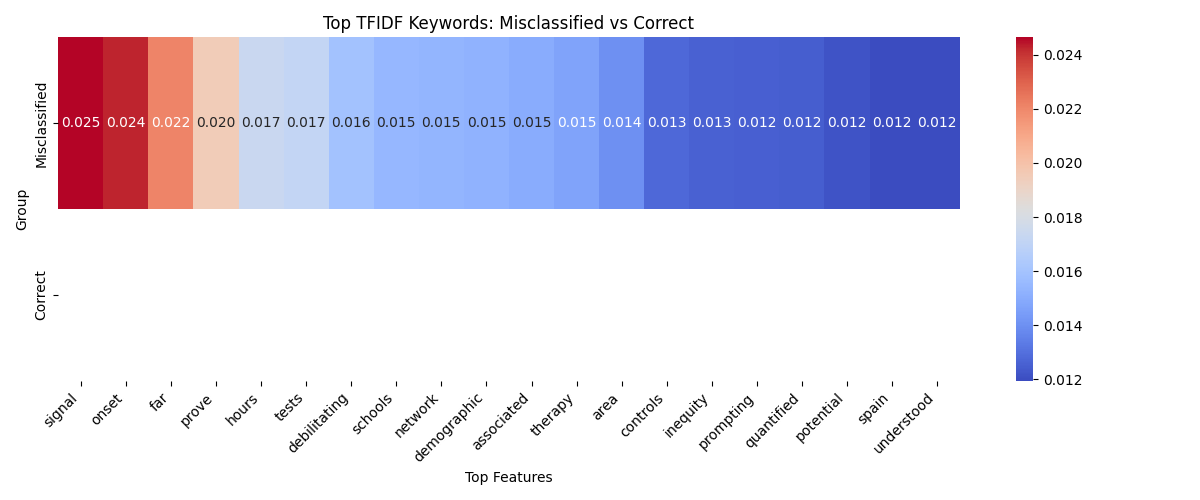 Top TFIDF Keywords: Misclassified vs Correct
Group
Misclassified
0.025 0.024 0.022 0.020 0.017 0.017 0.016 0.015 0.015 0.015 0.015 0.015 0.014 0.013 0.013 0.012 0.012 0.012 0.012 0.012
Correct
signal onset far prove hours tests debilitating schools network demographic associated therapy area controls inequity prompting quantified potential spain understood
Top Features
0.024
0.022
0.020
0.018
0.016
0.014
0.012